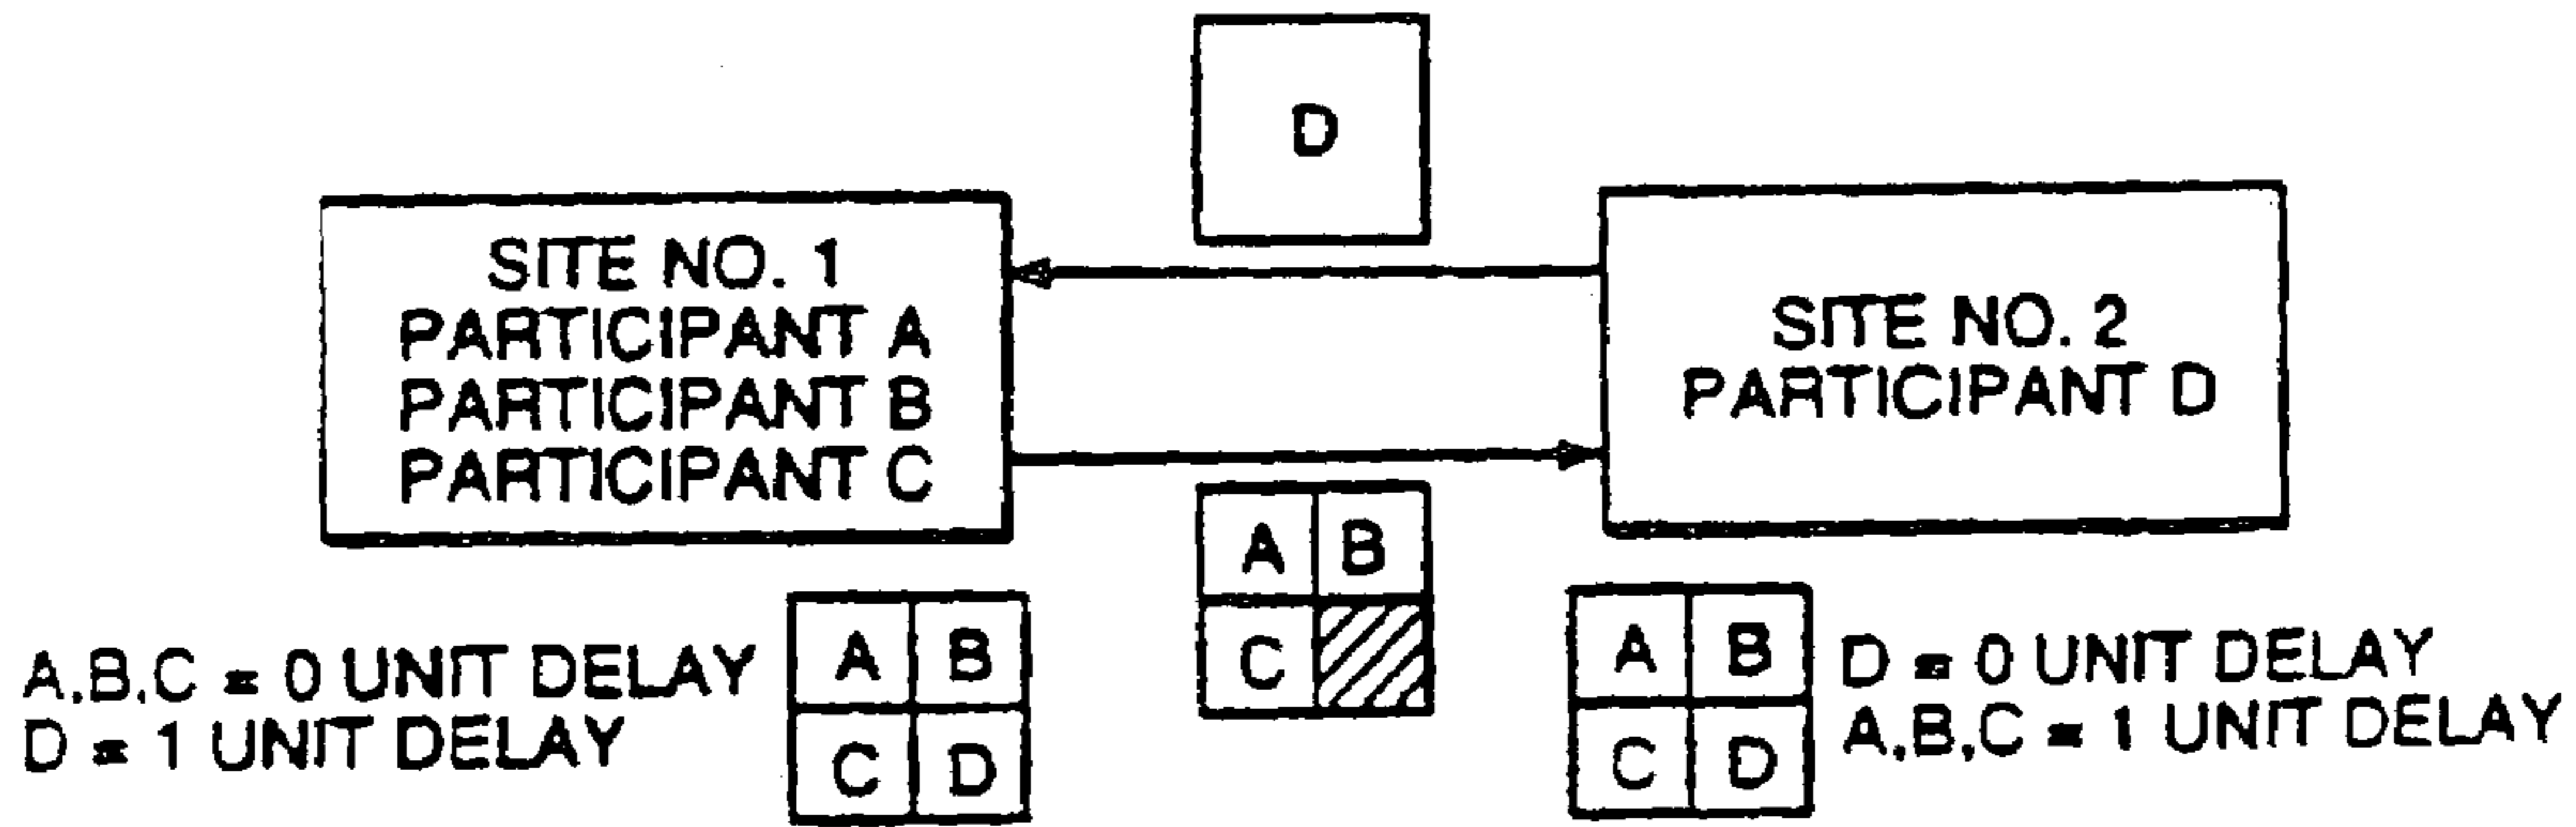 D
SITE NO. 1
PARTICIPANT A
PARTICIPANT B
PARTICIPANT C
SITE NO. 2
PARTICIPANT D
A B
C
A,B,C = 0 UNIT DELAY
D = 1 UNIT DELAY
A B
C D
A B
C D
D = 0 UNIT DELAY
A,B,C = 1 UNIT DELAY